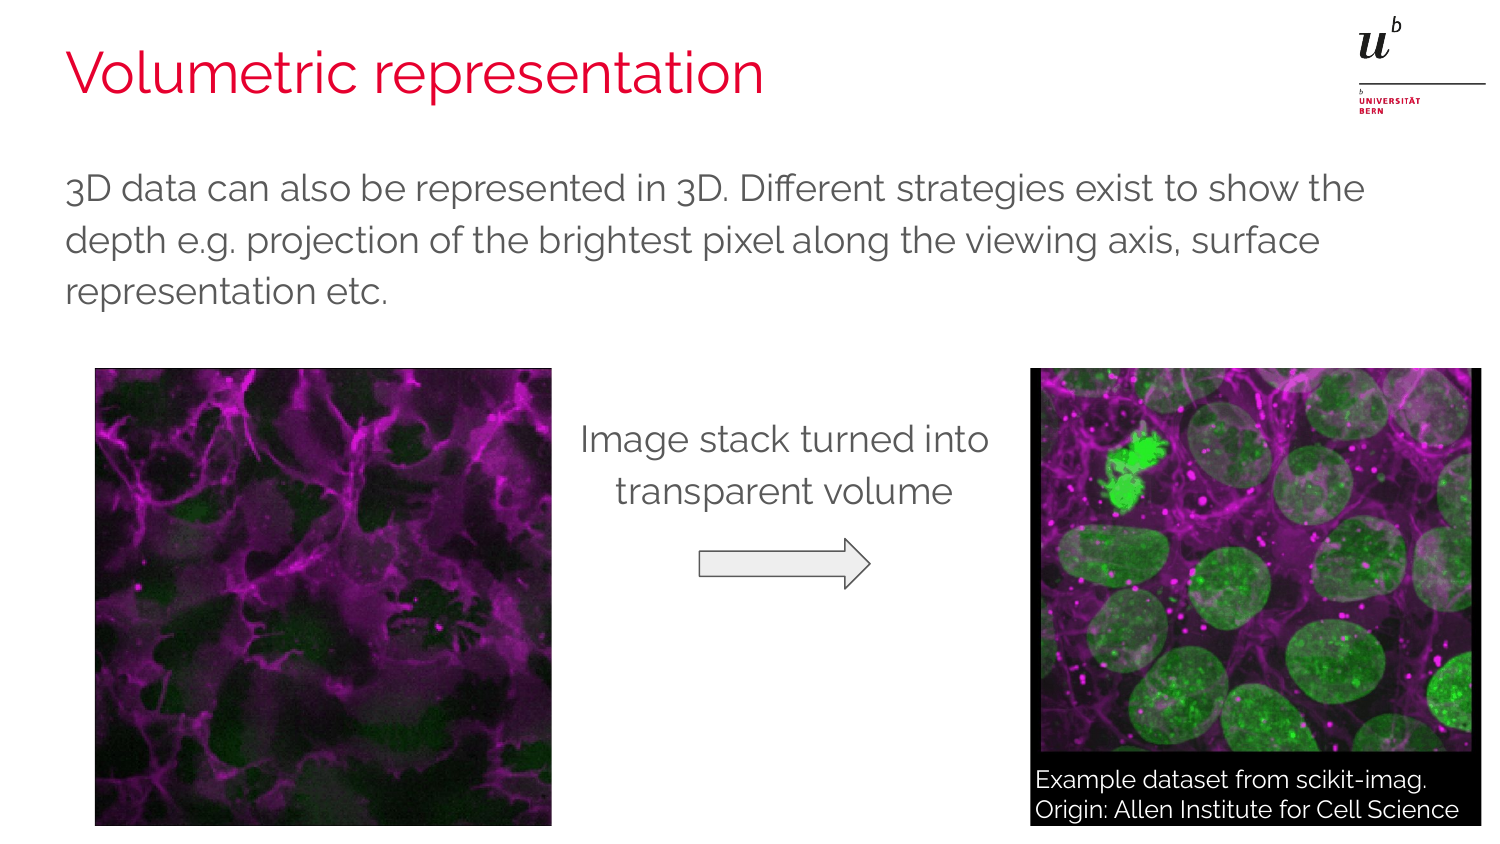 Volumetric representation
u
b
b
UNIVERSITÄT
BERN
3D data can also be represented in 3D. Different strategies exist to show the
depth e.g. projection of the brightest pixel along the viewing axis, surface
representation etc.
Image stack turned into
transparent volume
Example dataset from scikit-imag.
Origin: Allen Institute for Cell Science